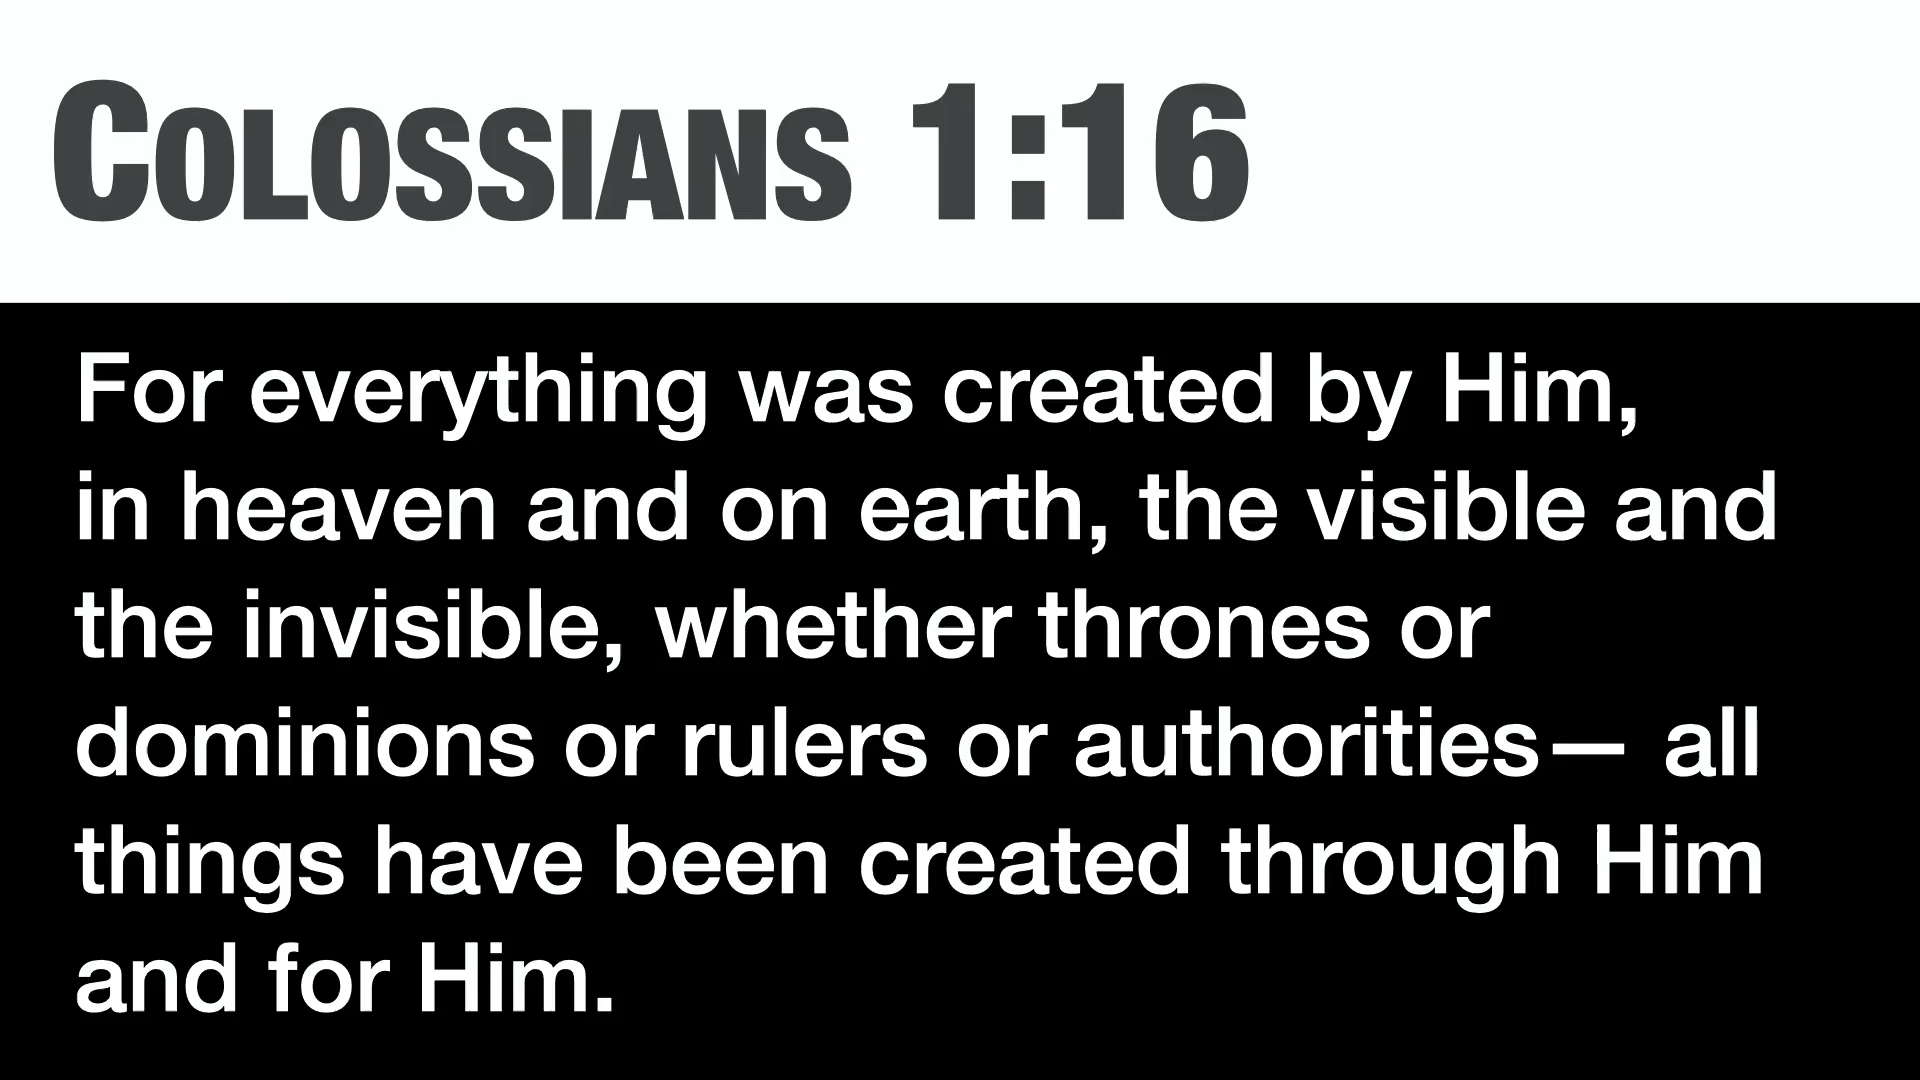 COLOSSIANS 1:16
For everything was created by Him,
in heaven and on earth, the visible and
the invisible, whether thrones or
dominions or rulers or authorities— all
things have been created through Him
and for Him.